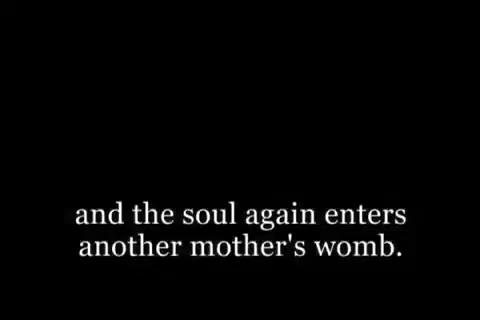 and the soul again enters
another mother's womb.